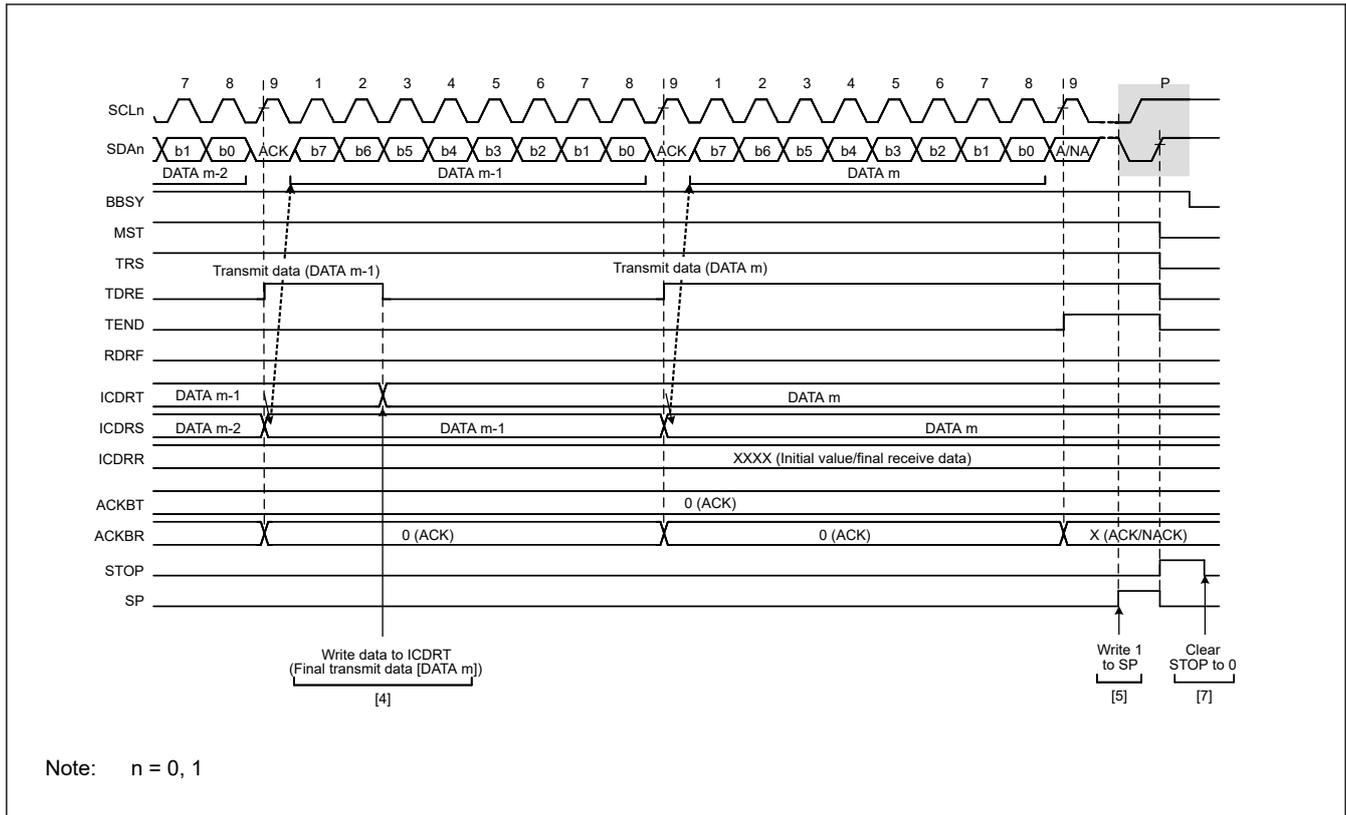 7 8 9 1 2 3 4 5 6 7 8 9 1 2 3 4 5 6 7 8 9 P
SCLn
SDAn b1 b0 ACK b7 b6 b5 b4 b3 b2 b1 b0 ACK b7 b6 b5 b4 b3 b2 b1 b0 A/NA
DATA m-2 DATA m-1 DATA m
BBSY
MST
TRS
Transmit data (DATA m-1) Transmit data (DATA m)
TDRE
TEND
RDRF
ICDRT DATA m-1 DATA m
ICDRS DATA m-2 DATA m-1 DATA m
ICDRR XXXX (Initial value/final receive data)
ACKBT 0 (ACK)
ACKBR 0 (ACK) 0 (ACK) X (ACK/NACK)
STOP
SP
Write data to ICDRT
(Final transmit data [DATA m])
[4]
Write 1
to SP
[5]
Clear
STOP to 0
[7]
Note: n = 0, 1